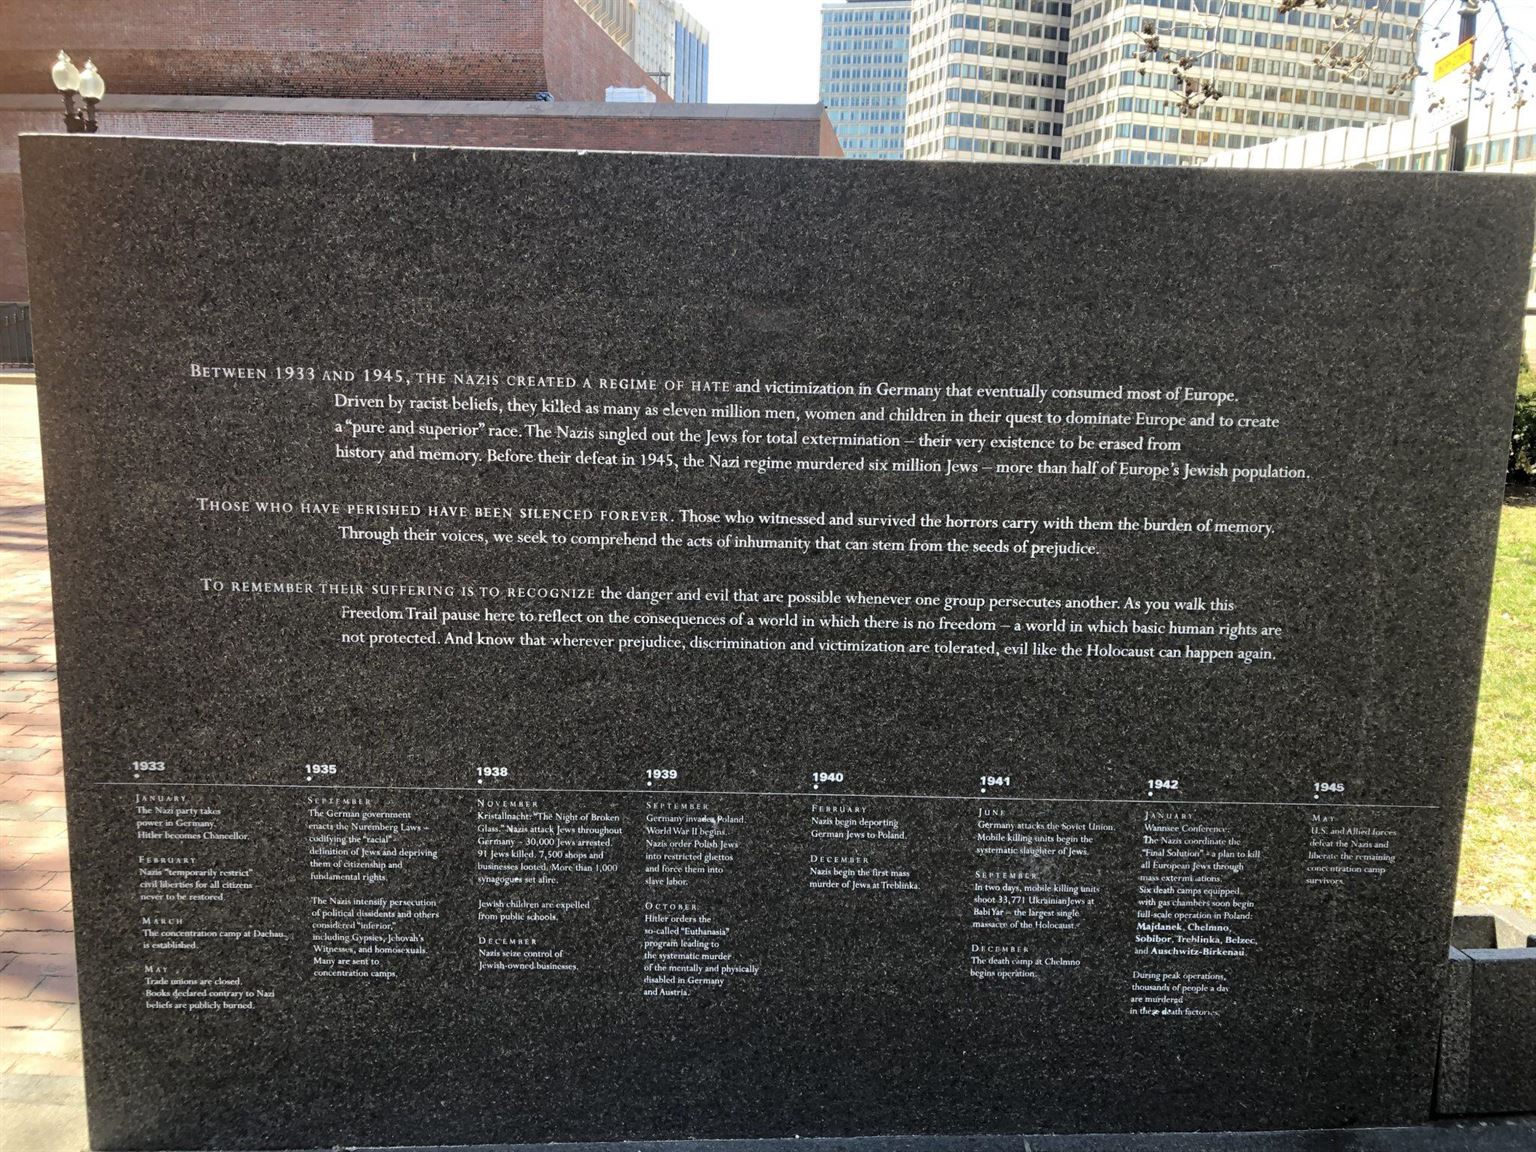 BETWEEN 1933 AND 1945, THE NAZIS CREATED A REGIME OF HATE and victimization in Germany that eventually consumed most of Europe.
Driven by racist beliefs, they killed as many as eleven million men, women and children in their quest to dominate Europe and to create
a "pure and superior" race. The Nazis singled out the Jews for total extermination – their very existence to be erased from
history and memory. Before their defeat in 1945, the Nazi regime murdered six million Jews – more than half of Europe's Jewish population.
THOSE WHO HAVE PERISHED HAVE BEEN SILENCED FOREVER. Those who witnessed and survived the horrors carry with them the burden of memory.
Through their voices, we seek to comprehend the acts of inhumanity that can stem from the seeds of prejudice.
TO REMEMBER THEIR SUFFERING IS TO RECOGNIZE the danger and evil that are possible whenever one group persecutes another. As you walk this
Freedom Trail pause here to reflect on the consequences of a world in which there is no freedom – a world in which basic human rights are
not protected. And know that wherever prejudice, discrimination and victimization are tolerated, evil like the Holocaust can happen again.
1933
JANUARY
The Nazi party takes
power in Germany.
Hitler becomes Chancellor.
FEBRUARY
Nazis "temporarily restrict"
civil liberties for all citizens –
never to be restored.
MARCH
The concentration camp at Dachau
is established.
MAY
Trade unions are closed.
Books declared contrary to Nazi
beliefs are publicly burned.
1935
SEPTEMBER
The German government
enacts the Nuremberg Laws –
codifying the "racial"
definition of Jews and depriving
them of citizenship and
fundamental rights.
The Nazis intensify persecution
of political dissidents and others
considered "inferior,"
including Gypsies, Jehovah's
Witnesses, and homosexuals.
Many are sent to
concentration camps.
1938
NOVEMBER
Kristallnacht: "The Night of Broken
Glass." Nazis attack Jews throughout
Germany – 30,000 Jews arrested.
91 Jews killed. 7,500 shops and
businesses looted. More than 1,000
synagogues set afire.
Jewish children are expelled
from public schools.
DECEMBER
Nazis seize control of
Jewish-owned businesses.
1939
SEPTEMBER
Germany invades Poland.
World War II begins.
Nazis order Polish Jews
into restricted ghettos
and force them into
slave labor.
OCTOBER
Hitler orders the
so-called "Euthanasia"
program leading to
the systematic murder
of the mentally and physically
disabled in Germany
and Austria.
1940
FEBRUARY
Nazis begin deporting
German Jews to Poland.
DECEMBER
Nazis begin the first mass
murder of Jews at Treblinka.
1941
JUNE
Germany attacks the Soviet Union.
Mobile killing units begin the
systematic slaughter of Jews.
SEPTEMBER
In two days, mobile killing units
shoot 33,771 Ukrainian Jews at
Babi Yar – the largest single
massacre of the Holocaust.
DECEMBER
The death camp at Chelmno
begins operation.
1942
JANUARY
Wannsee Conference:
The Nazis coordinate the
"Final Solution" – a plan to kill
all European Jews through
mass exterminations.
Six death camps equipped
with gas chambers soon begin
full-scale operation in Poland:
Majdanek, Chelmno,
Sobibor, Treblinka, Belzec,
and Auschwitz-Birkenau.
During peak operations,
thousands of people a day
are murdered
in these death factories.
1945
MAY
U.S. and Allied forces
defeat the Nazis and
liberate the remaining
concentration camp
survivors.